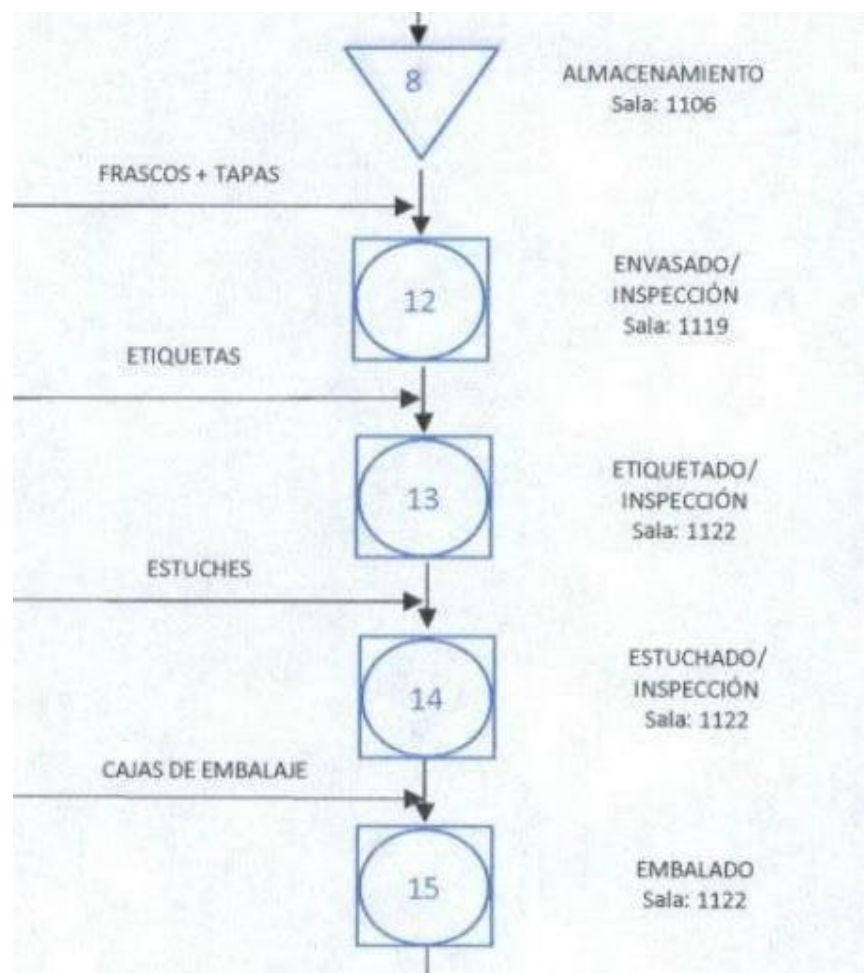 8
ALMACENAMIENTO
Sala: 1106
FRASCOS + TAPAS
12
ENVASADO/
INSPECCIÓN
Sala: 1119
ETIQUETAS
13
ETIQUETADO/
INSPECCIÓN
Sala: 1122
ESTUCHES
14
ESTUCHADO/
INSPECCIÓN
Sala: 1122
CAJAS DE EMBALAJE
15
EMBALADO
Sala: 1122